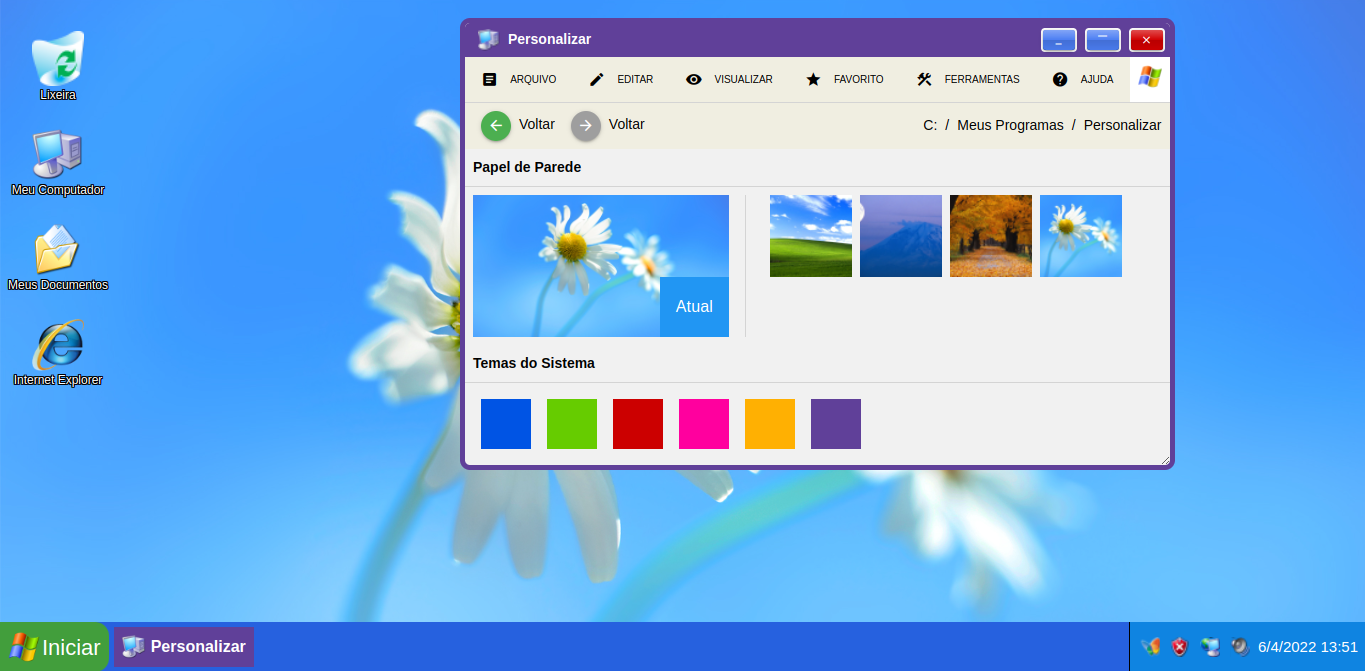 Lixeira
Meu Computador
Meus Documentos
Internet Explorer
Personalizar
ARQUIVO EDITAR VISUALIZAR FAVORITO FERRAMENTAS AJUDA
Voltar Voltar C: / Meus Programas / Personalizar
Papel de Parede
Atual
Temas do Sistema
Iniciar Personalizar 6/4/2022 13:51